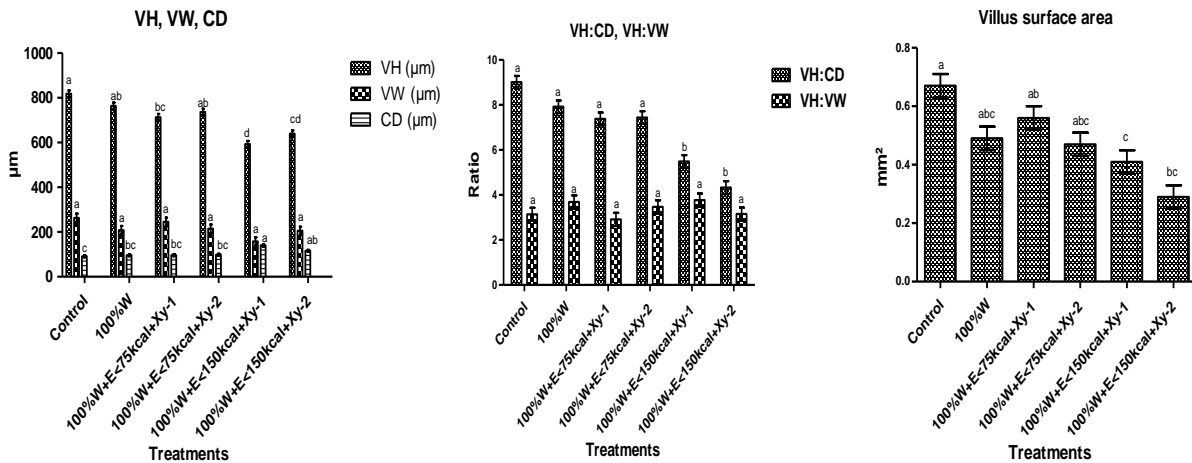 VH, VW, CD
1000
800
600
400
200
0
µm
a
a
c
ab
a
bc
bc
a
bc
ab
a
bc
d
a
a
cd
a
ab
Control
100%W
100%W+E<75kcal+Xy-1
100%W+E<75kcal+Xy-2
100%W+E<150kcal+Xy-1
100%W+E<150kcal+Xy-2
Treatments
VH (µm)
VW (µm)
CD (µm)
VH:CD, VH:VW
10
8
6
4
2
0
Ratio
a
a
a
a
a
a
a
a
b
a
b
a
Control
100%W
100%W+E<75kcal+Xy-1
100%W+E<75kcal+Xy-2
100%W+E<150kcal+Xy-1
100%W+E<150kcal+Xy-2
Treatments
VH:CD
VH:VW
Villus surface area
0.8
0.6
0.4
0.2
0.0
mm²
a
abc
ab
abc
c
bc
Control
100%W
100%W+E<75kcal+Xy-1
100%W+E<75kcal+Xy-2
100%W+E<150kcal+Xy-1
100%W+E<150kcal+Xy-2
Treatments